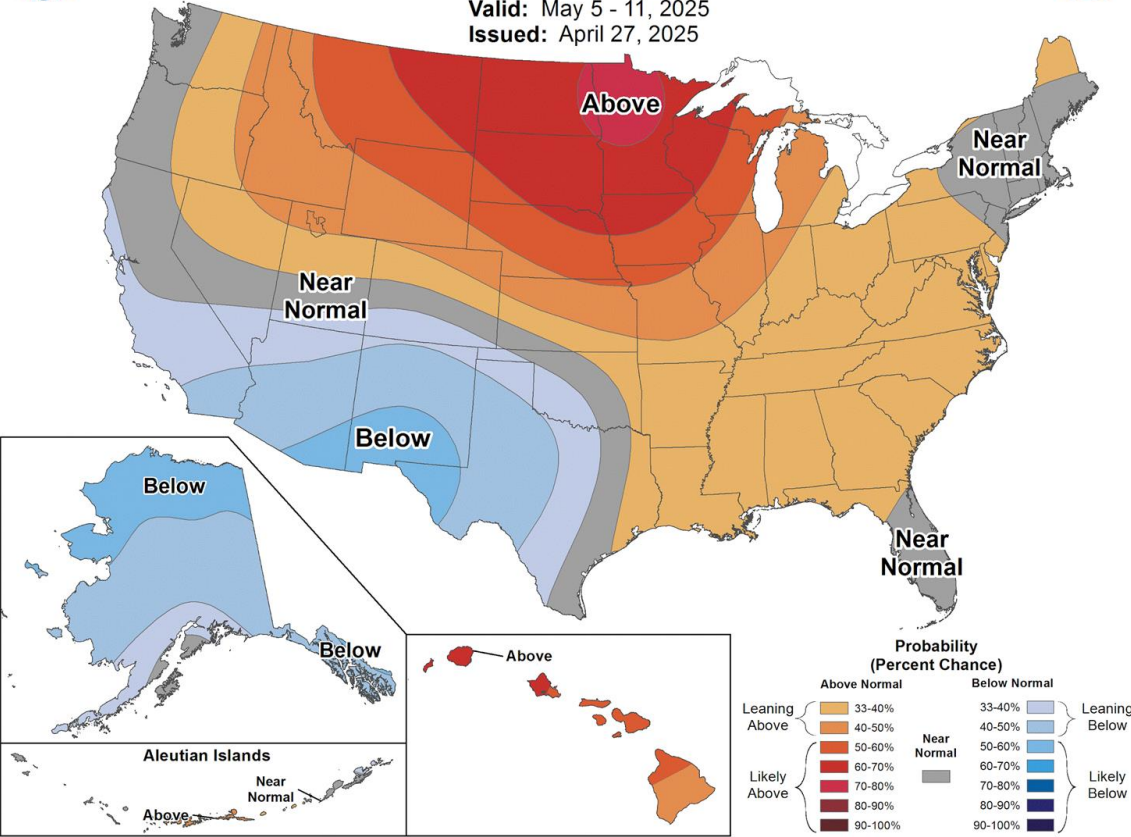 Valid: May 5 - 11, 2025
Issued: April 27, 2025
Above
Near
Normal
Near
Normal
Below
Near
Normal
Below
Below
Aleutian Islands
Near
Normal
Above
Above
Probability
(Percent Chance)
Above Normal
Below Normal
Leaning
Above
33-40%
40-50%
50-60%
60-70%
70-80%
80-90%
90-100%
Likely
Above
Near
Normal
33-40%
40-50%
50-60%
60-70%
70-80%
80-90%
90-100%
Leaning
Below
Likely
Below